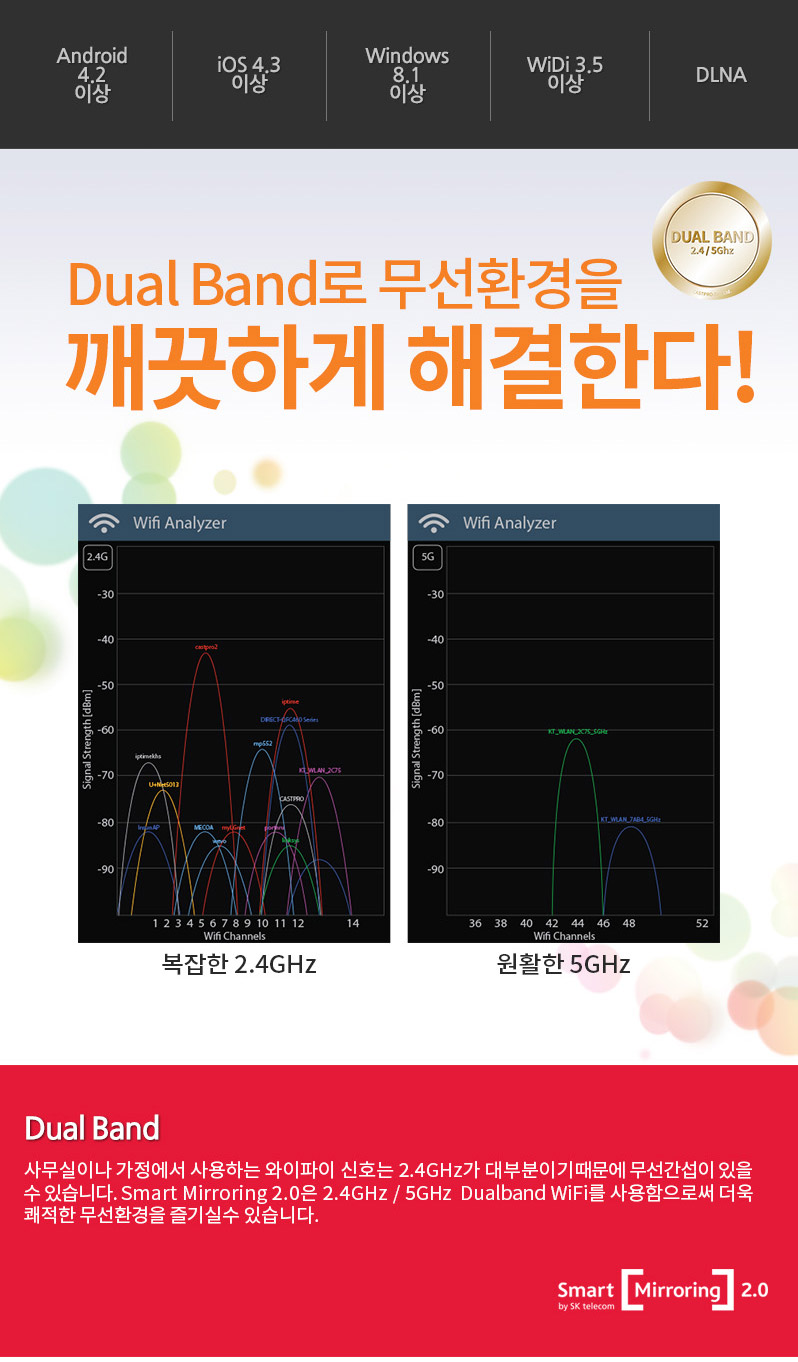 Android
4.2
이상
iOS 4.3
이상
Windows
8.1
이상
WiDi 3.5
이상
DLNA
DUAL BAND
2.4 / 5Ghz
Dual Band로 무선환경을
깨끗하게 해결한다!
Wifi Analyzer
2.4G
-30
-40
-50
-60
-70
-80
-90
Signal Strength [dBm]
castpro2
iptime
DIRECT-QFC460 Series
mp552
iptimekhs
KT_WLAN_2C75
U+Net5013
CASTPRO
MECOA
myLGnet
1 2 3 4 5 6 7 8 9 10 11 12 14
Wifi Channels
복잡한 2.4GHz
Wifi Analyzer
5G
-30
-40
-50
-60
-70
-80
-90
Signal Strength [dBm]
KT_WLAN_2C75_5GHz
KT_WLAN_7AB4_5GHz
36 38 40 42 44 46 48 52
Wifi Channels
원활한 5GHz
Dual Band
사무실이나 가정에서 사용하는 와이파이 신호는 2.4GHz가 대부분이기때문에 무선간섭이 있을
수 있습니다. Smart Mirroring 2.0은 2.4GHz / 5GHz Dualband WiFi를 사용함으로써 더욱
쾌적한 무선환경을 즐기실수 있습니다.
Smart [Mirroring] 2.0
by SK telecom